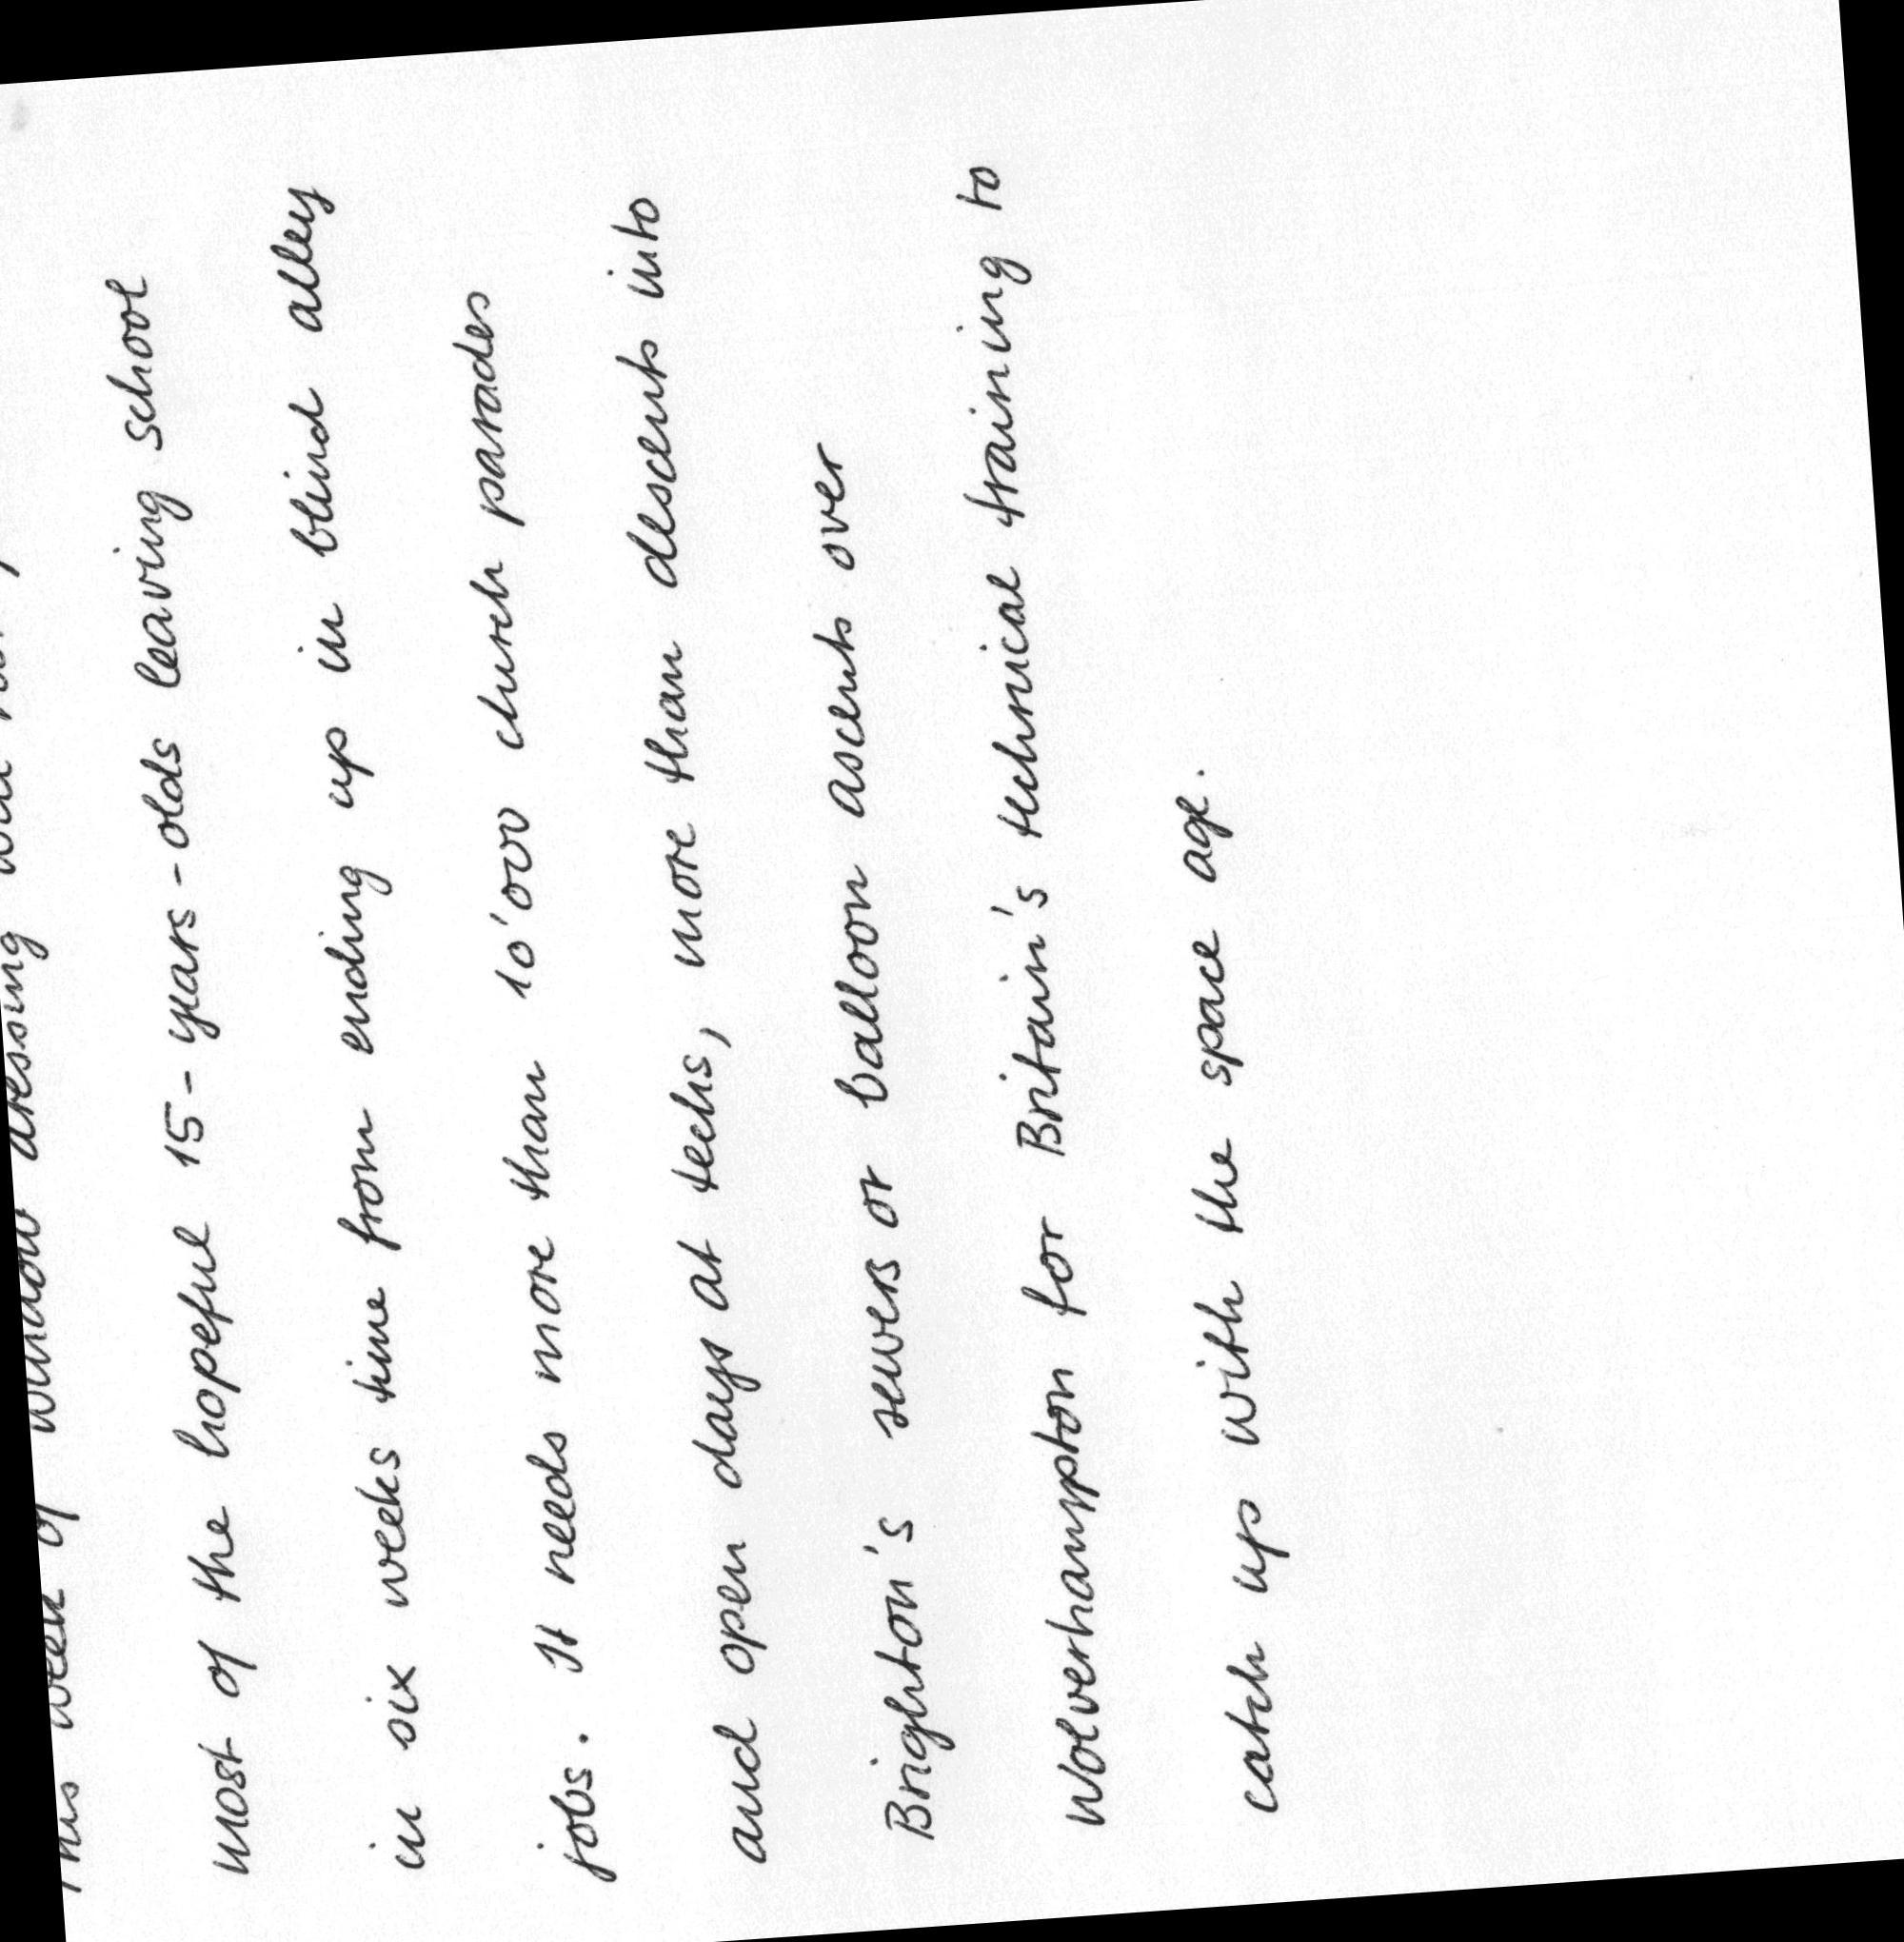 This week of window dressing will not
most of the hopeful 15-years-olds leaving school
in six weeks time from ending up in blind alley
jobs. It needs more than 10'000 church parades
and open days at techs, more than descents into
Brighton's sewers or balloon ascents over
Wolverhampton for Britain's technical training to
catch up with the space age.